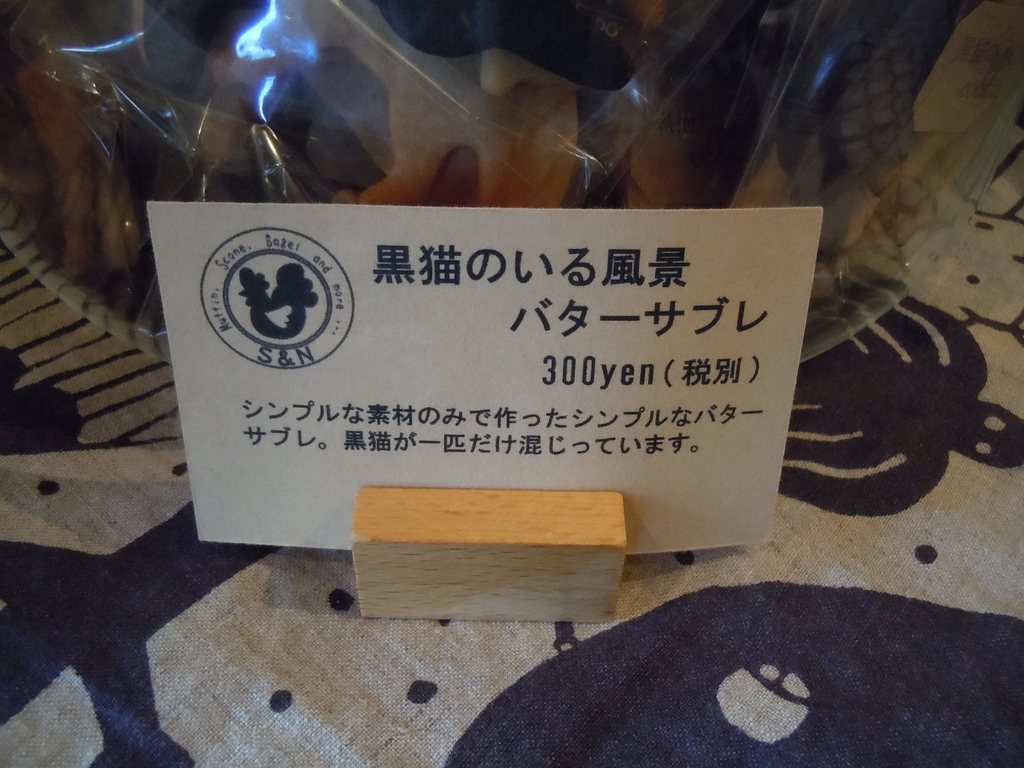 Muffin, Scone, Bagel and more ...
S&N
黒猫のいる風景
バターサブレ
300yen(税別)
シンプルな素材のみで作ったシンプルなバター
サブレ。黒猫が一匹だけ混じっています。